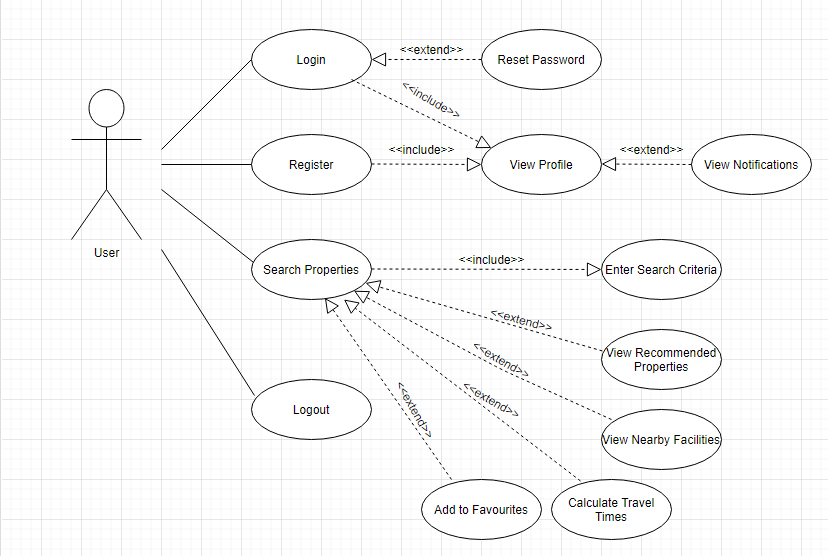 Login
<<extend>>
Reset Password
<<include>>
Register
<<include>>
View Profile
<<extend>>
View Notifications
User
Search Properties
<<include>>
Enter Search Criteria
<<extend>>
View Recommended
Properties
<<extend>>
View Nearby Facilities
<<extend>>
<<extend>>
Logout
Add to Favourites
Calculate Travel
Times